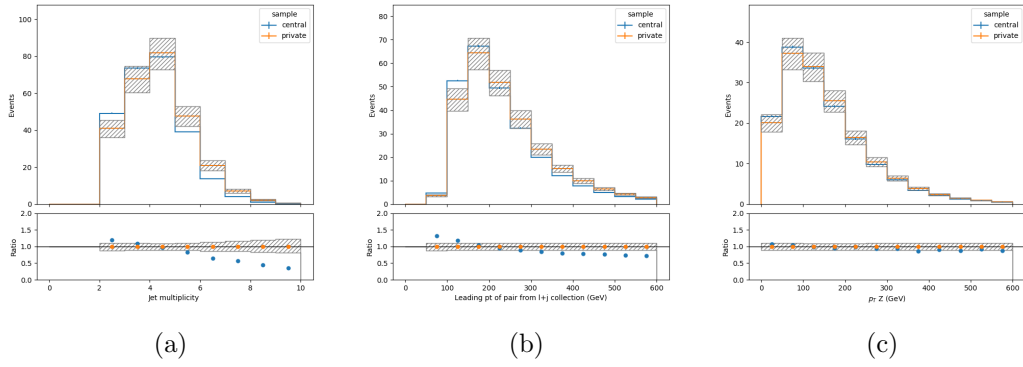 sample
central
private
100
80
60
40
20
0
Events
2.0
1.5
1.0
0.5
0.0
Ratio
0 2 4 6 8 10
Jet multiplicity
(a)
sample
central
private
80
70
60
50
40
30
20
10
0
Events
2.0
1.5
1.0
0.5
0.0
Ratio
0 100 200 300 400 500 600
Leading pt of pair from l+j collection (GeV)
(b)
sample
central
private
40
30
20
10
0
Events
2.0
1.5
1.0
0.5
0.0
Ratio
0 100 200 300 400 500 600
pT Z (GeV)
(c)